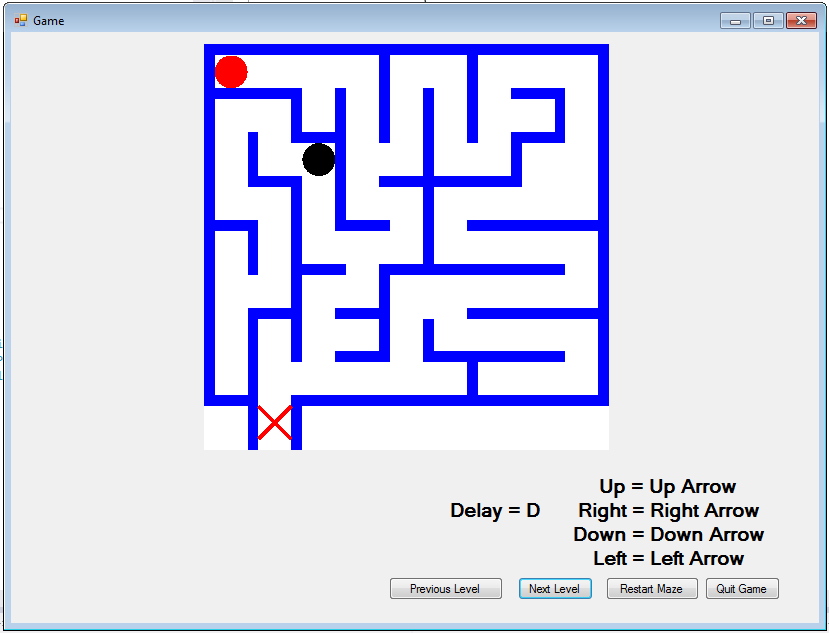 Game
Up = Up Arrow
Delay = D Right = Right Arrow
Down = Down Arrow
Left = Left Arrow
Previous Level Next Level Restart Maze Quit Game